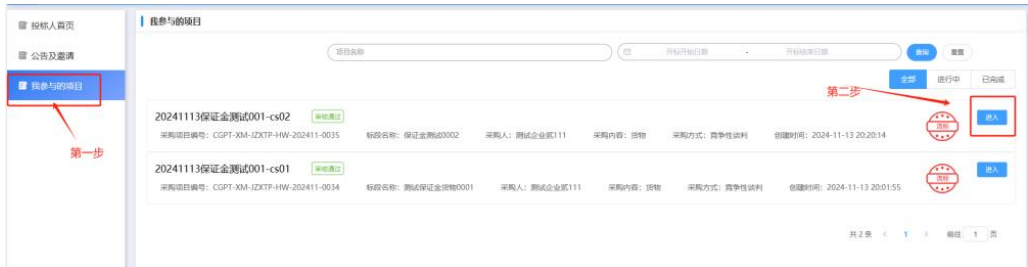 投标人首页
公告及邀请
我参与的项目
第一步
我参与的项目
项目名称
开标开始日期 - 开标结束日期
查询 重置
全部 进行中 已完成
第二步
20241113保证金测试001-cs02 审核通过
采购项目编号：CGPT-XM-JZXTP-HW-202411-0035 标段名称：保证金测试0002 采购人：测试企业贰111 采购内容：货物 采购方式：竞争性谈判 创建时间：2024-11-13 20:20:14
流标
进入
20241113保证金测试001-cs01 审核通过
采购项目编号：CGPT-XM-JZXTP-HW-202411-0034 标段名称：测试保证金货物0001 采购人：测试企业贰111 采购内容：货物 采购方式：竞争性谈判 创建时间：2024-11-13 20:01:55
流标
进入
共 2 条 < 1 > 前往 1 页